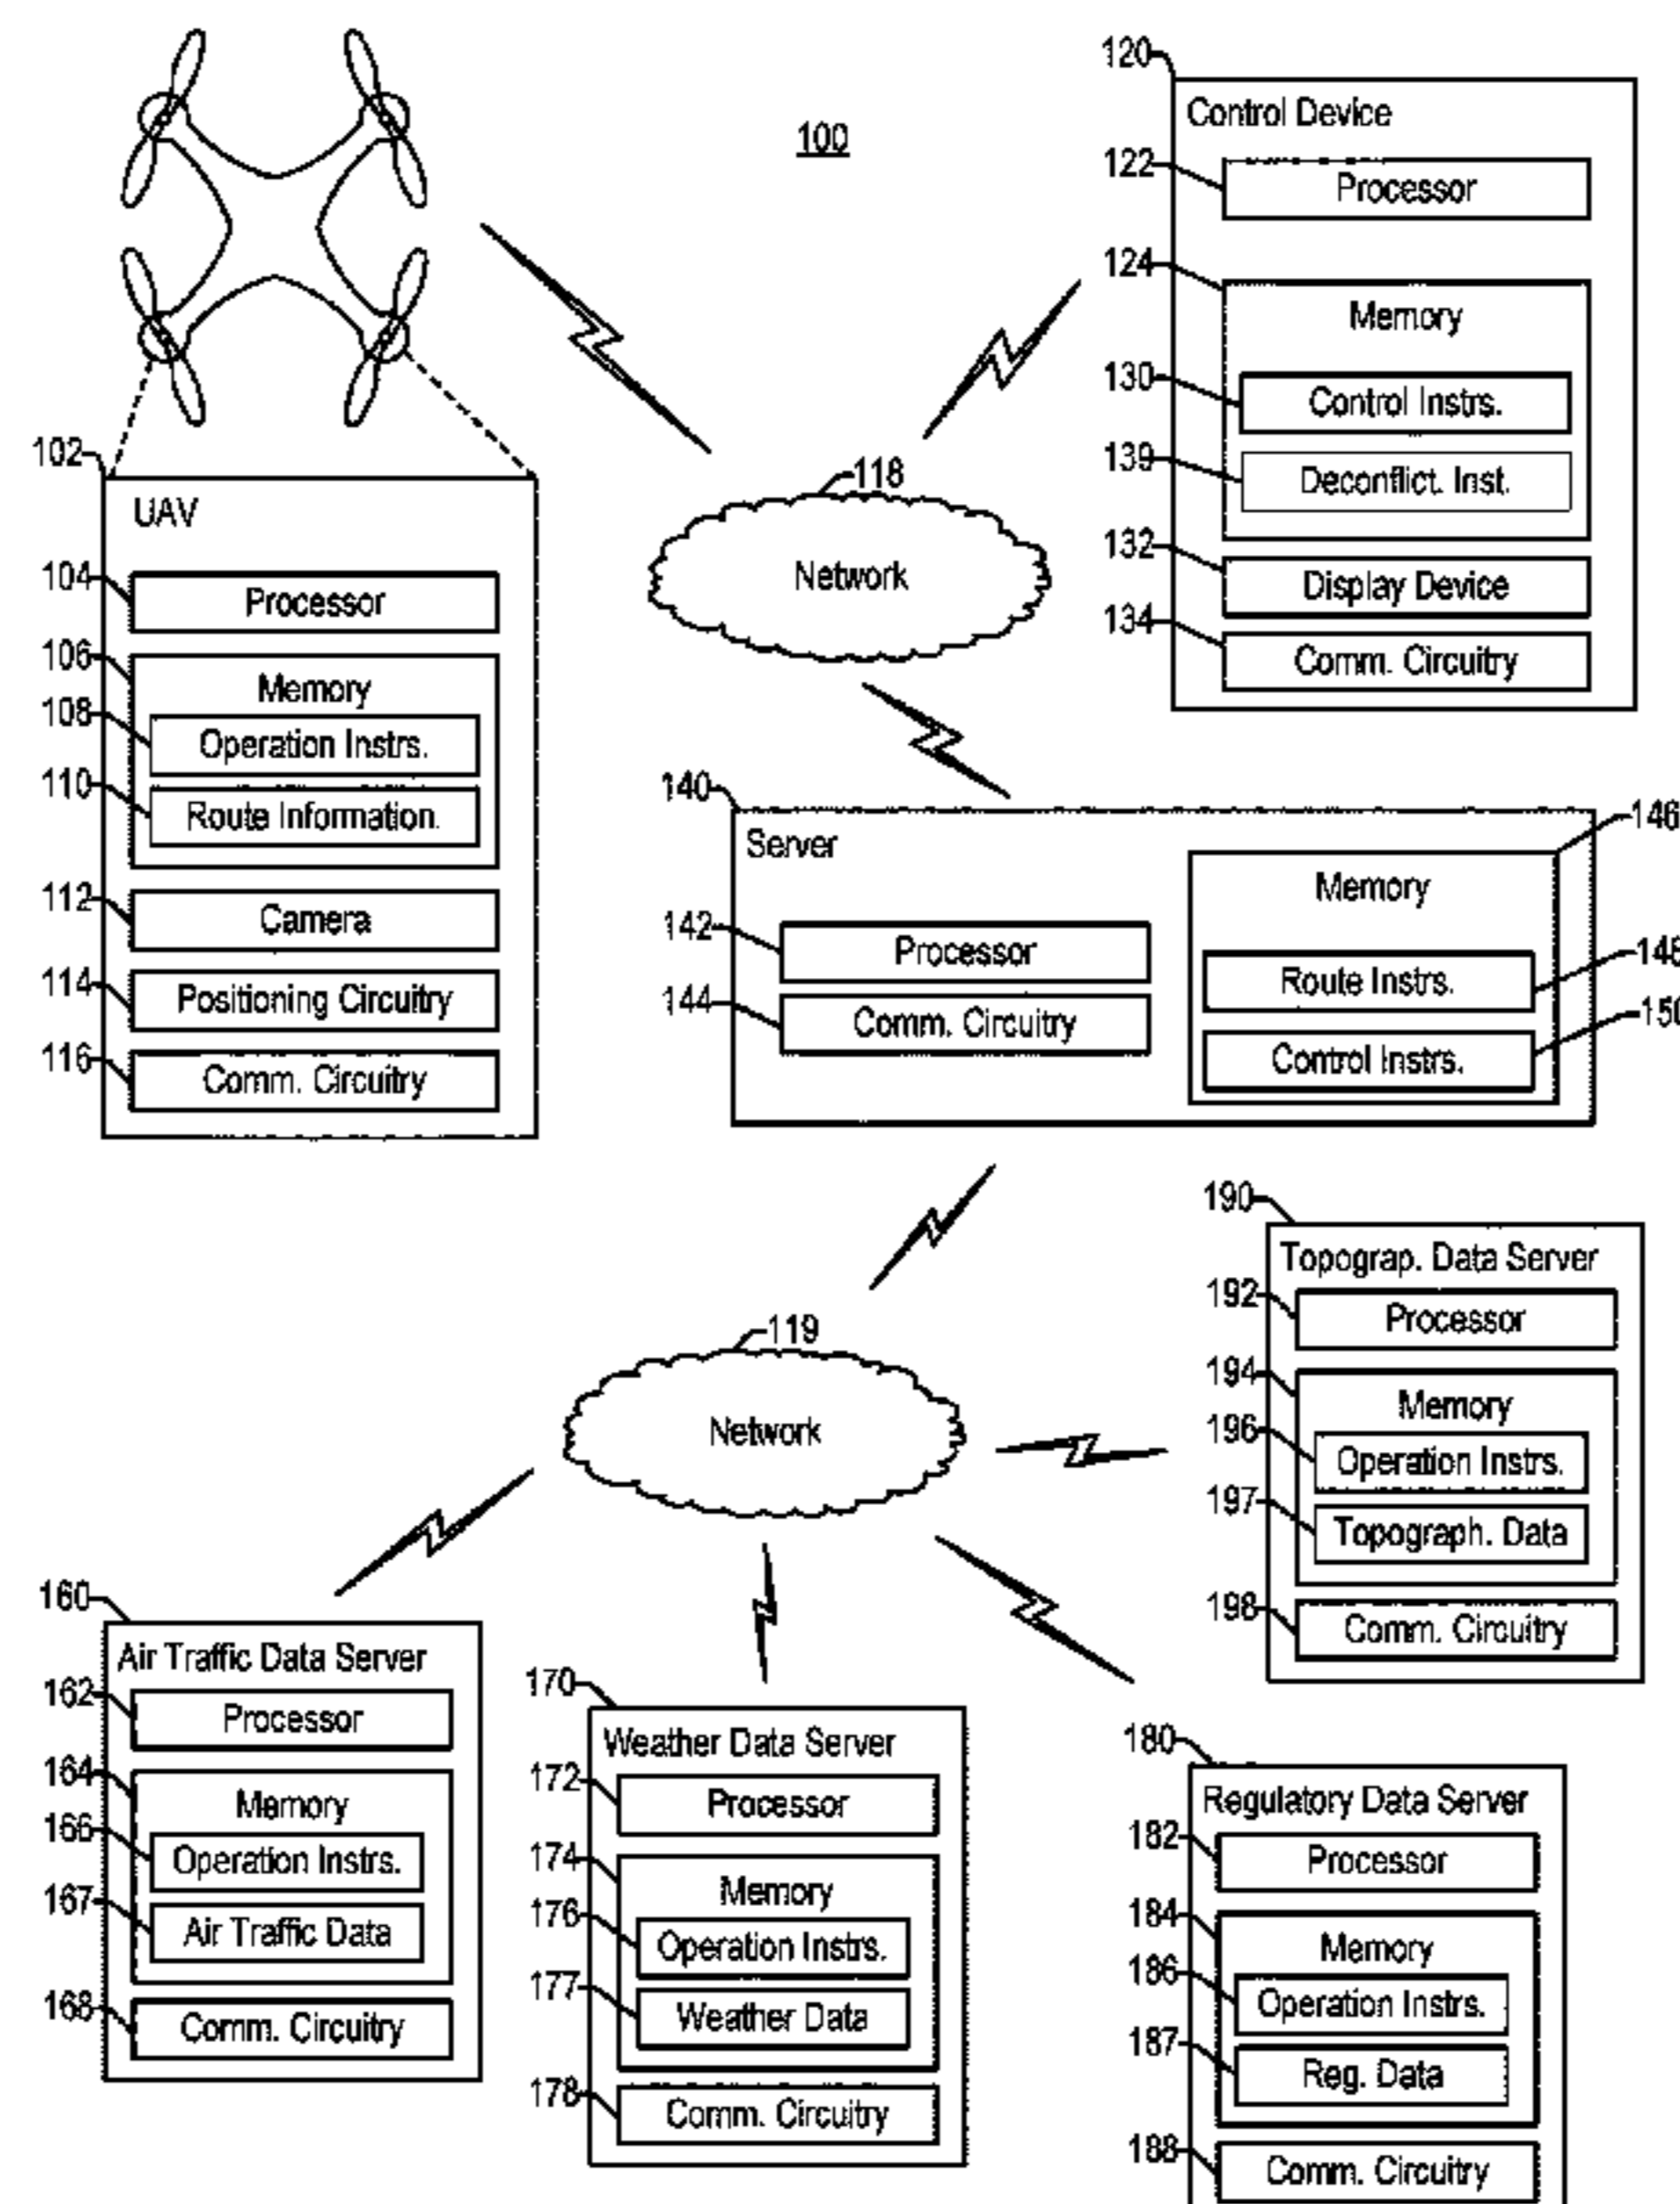 100
120
Control Device
122
Processor
124
Memory
130
Control Instrs.
139
Deconflict. Inst.
132
Display Device
134
Comm. Circuitry
102
UAV
104
Processor
106
Memory
108
Operation Instrs.
110
Route Information.
112
Camera
114
Positioning Circuitry
116
Comm. Circuitry
118
Network
140
Server
142
Processor
144
Comm. Circuitry
146
Memory
148
Route Instrs.
150
Control Instrs.
119
Network
190
Topograp. Data Server
192
Processor
194
Memory
196
Operation Instrs.
197
Topograph. Data
198
Comm. Circuitry
160
Air Traffic Data Server
162
Processor
164
Memory
166
Operation Instrs.
167
Air Traffic Data
168
Comm. Circuitry
170
Weather Data Server
172
Processor
174
Memory
176
Operation Instrs.
177
Weather Data
178
Comm. Circuitry
180
Regulatory Data Server
182
Processor
184
Memory
186
Operation Instrs.
187
Reg. Data
188
Comm. Circuitry